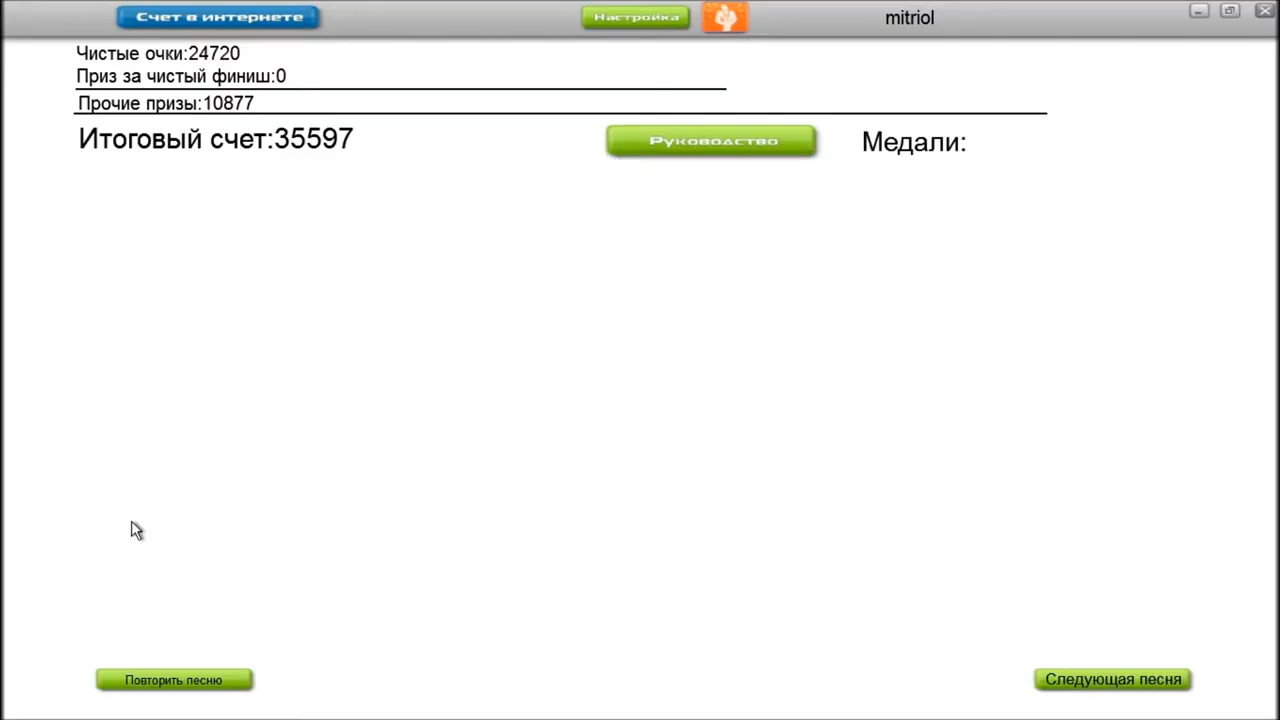 Счет в интернете
Настройка
mitriol
Чистые очки:24720
Приз за чистый финиш:0
Прочие призы:10877
Итоговый счет:35597
Руководство
Медали:
Повторить песню
Следующая песня